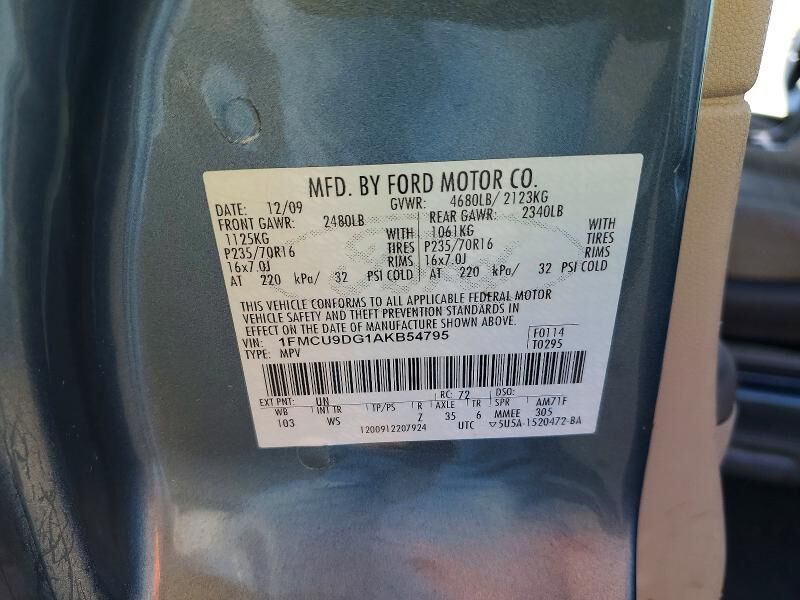 MFD. BY FORD MOTOR CO.
DATE: 12/09 GVWR: 4680LB/ 2123KG
FRONT GAWR: 2480LB REAR GAWR: 2340LB
1125KG WITH 1061KG WITH
P235/70R16 TIRES P235/70R16 TIRES
16x7.0J RIMS 16x7.0J RIMS
AT 220 kPa/ 32 PSI COLD AT 220 kPa/ 32 PSI COLD
THIS VEHICLE CONFORMS TO ALL APPLICABLE FEDERAL MOTOR
VEHICLE SAFETY AND THEFT PREVENTION STANDARDS IN
EFFECT ON THE DATE OF MANUFACTURE SHOWN ABOVE.
VIN: 1FMCU9DG1AKB54795 F0114
TYPE: MPV T0295
EXT PNT: UN RC: 72 DSO:
WB INT TR TP/PS R AXLE TR SPR AM71F
103 WS 7 35 6 MMEE 305
1200912207924 UTC ▽5U5A-1520472-BA